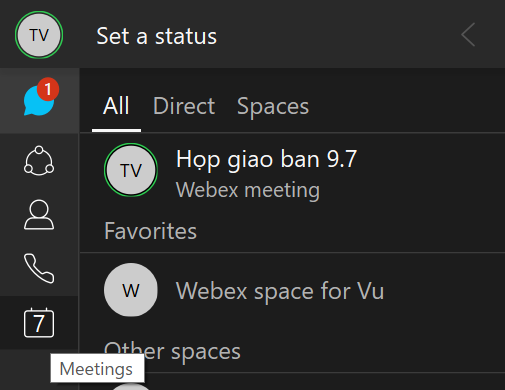 TV Set a status
1
All Direct Spaces
TV Họp giao ban 9.7
Webex meeting
Favorites
W Webex space for Vu
7
Other spaces
Meetings